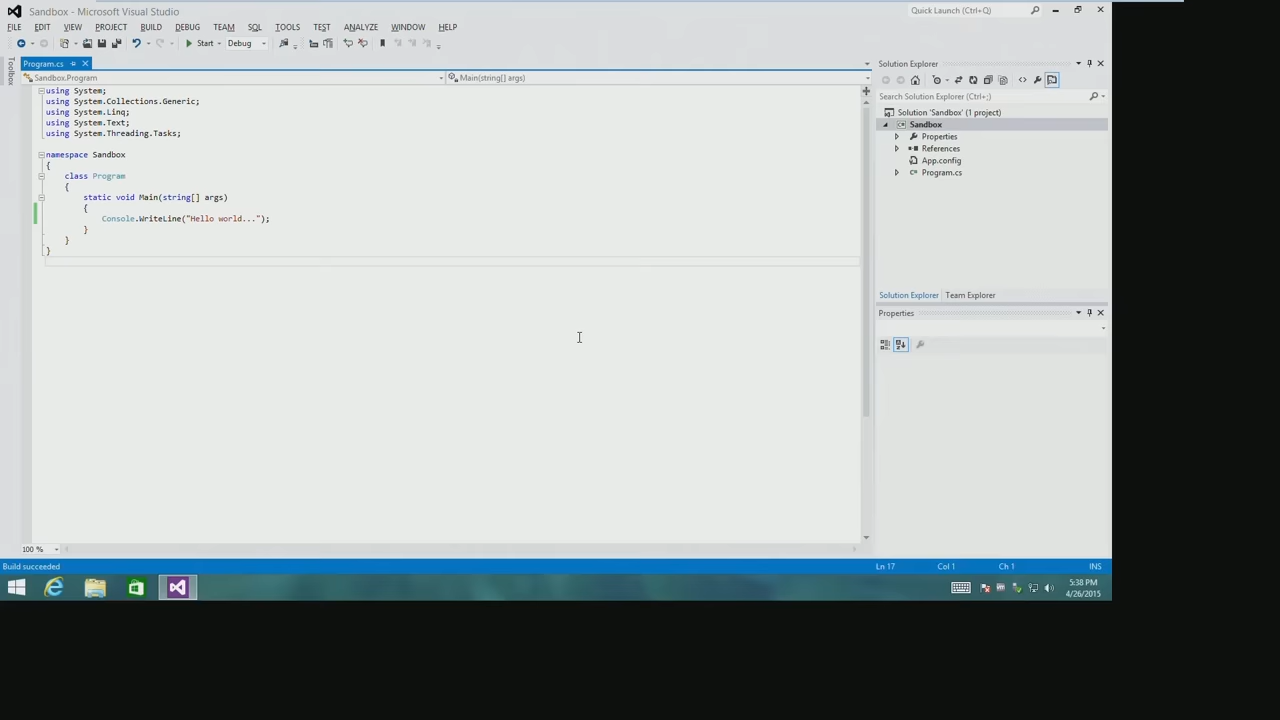 Sandbox - Microsoft Visual Studio
Quick Launch (Ctrl+Q)
FILE EDIT VIEW PROJECT BUILD DEBUG TEAM SQL TOOLS TEST ANALYZE WINDOW HELP
Start Debug
Toolbox
Program.cs
Sandbox.Program
Main(string[] args)
using System;
using System.Collections.Generic;
using System.Linq;
using System.Text;
using System.Threading.Tasks;
namespace Sandbox
{
class Program
{
static void Main(string[] args)
{
Console.WriteLine("Hello world...");
}
}
}
100 %
Solution Explorer
Search Solution Explorer (Ctrl+;)
Solution 'Sandbox' (1 project)
Sandbox
Properties
References
App.config
Program.cs
Solution Explorer Team Explorer
Properties
Build succeeded
Ln 17 Col 1 Ch 1 INS
5:38 PM
4/26/2015